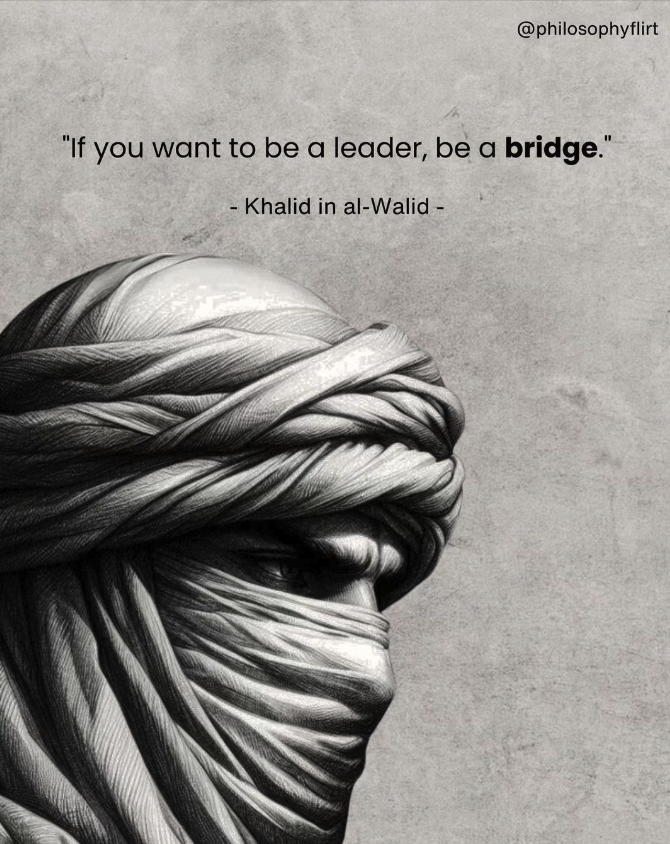 @philosophyflirt
"If you want to be a leader, be a bridge."
- Khalid in al-Walid -